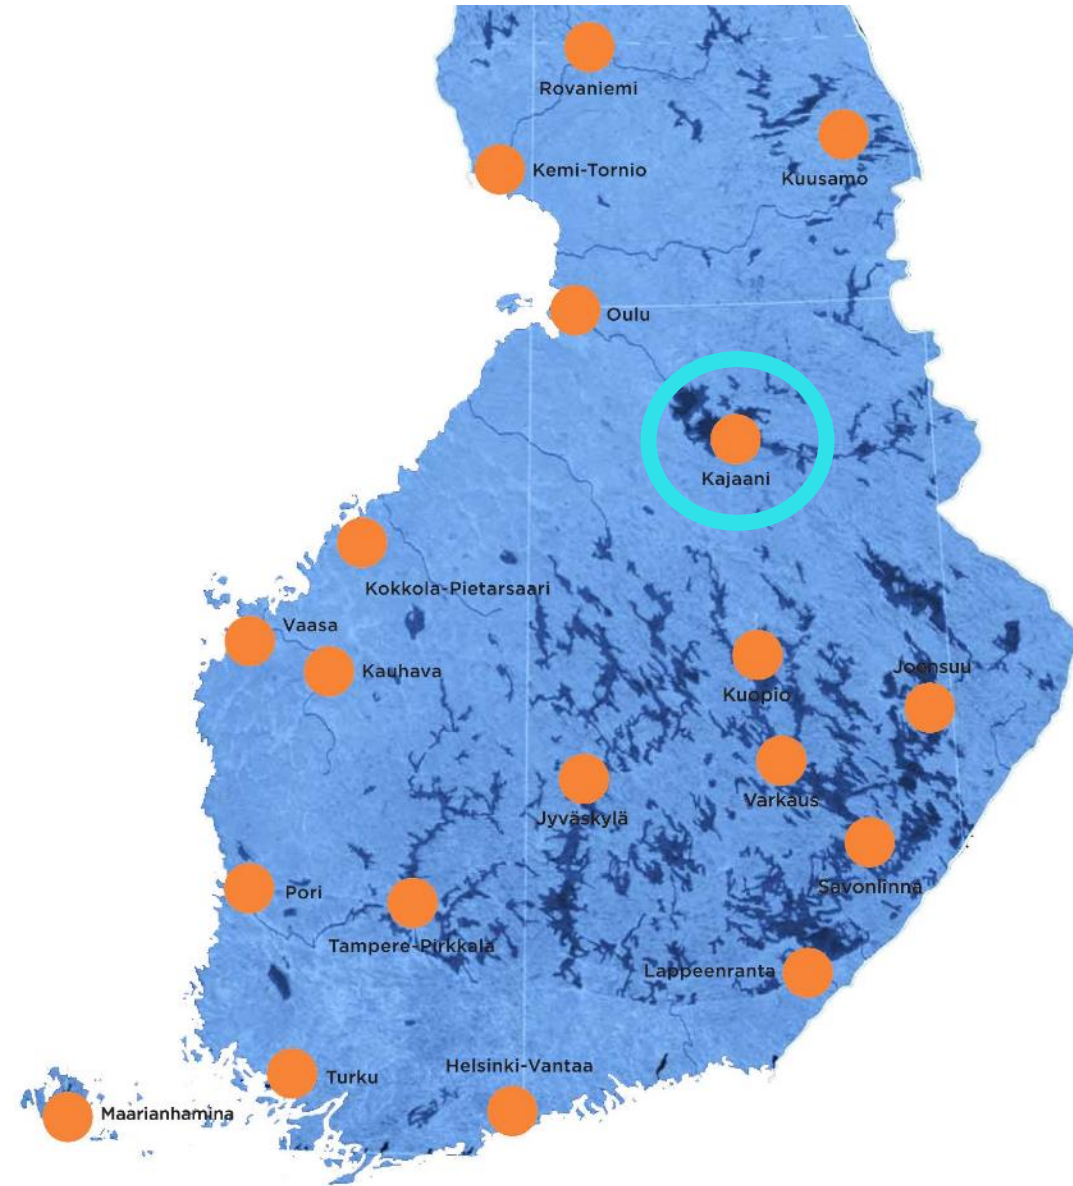 Rovaniemi
Kemi-Tornio
Kuusamo
Oulu
Kajaani
Kokkola-Pietarsaari
Vaasa
Kauhava
Joensuu
Kuopio
Varkaus
Jyväskylä
Savonlinna
Pori
Tampere-Pirkkala
Lappeenranta
Helsinki-Vantaa
Turku
Maarianhamina